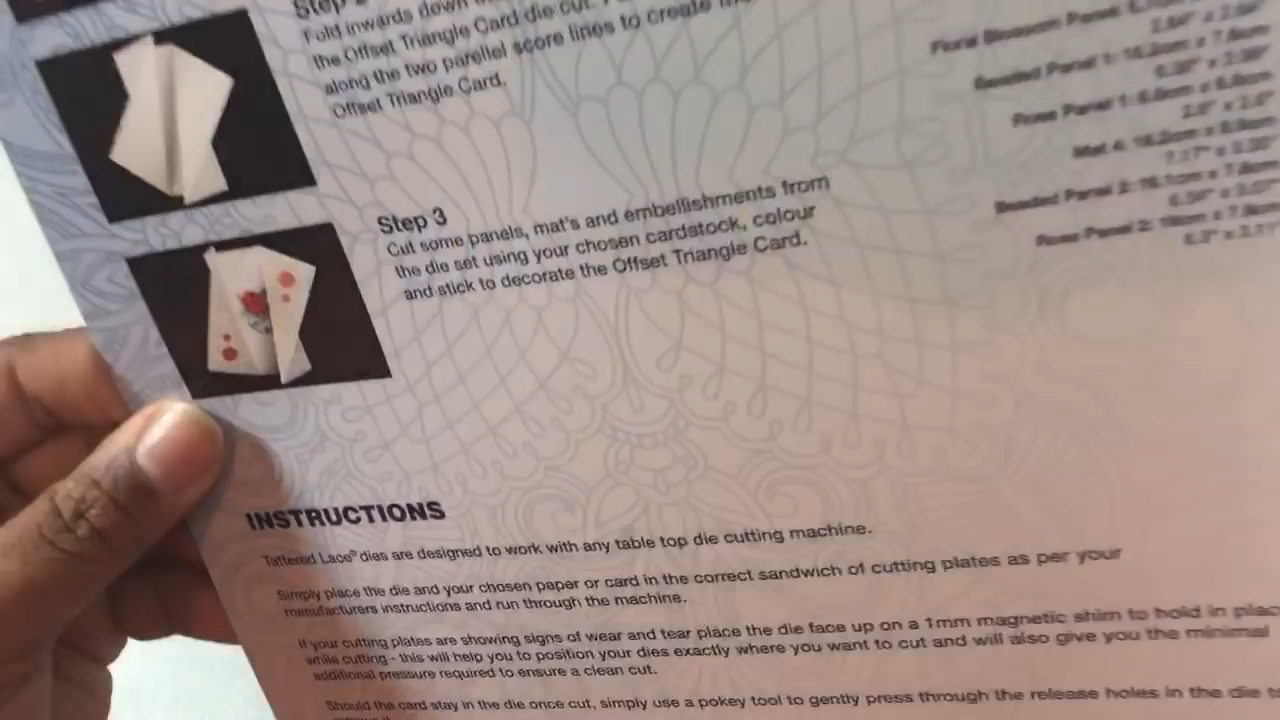 Step
Fold inwards down
the Offset Triangle Card die cut.
along the two parellel score lines to create
Offset Triangle Card.
Step 3
Cut some panels, mat's and embellishments from
the die set using your chosen cardstock, colour
and stick to decorate the Offset Triangle Card.
Floral Blossom Panel:
Beaded Panel 1:
Rose Panel 1:
Mat 4:
Beaded Panel 2:
Rose Panel 2:
INSTRUCTIONS
Tattered Lace® dies are designed to work with any table top die cutting machine.
Simply place the die and your chosen paper or card in the correct sandwich of cutting plates as per your
manufacturers instructions and run through the machine.
If your cutting plates are showing signs of wear and tear place the die face up on a 1mm magnetic shim to hold in plac
while cutting - this will help you to position your dies exactly where you want to cut and will also give you the minimal
additional pressure required to ensure a clean cut.
Should the card stay in the die once cut, simply use a pokey tool to gently press through the release holes in the die t